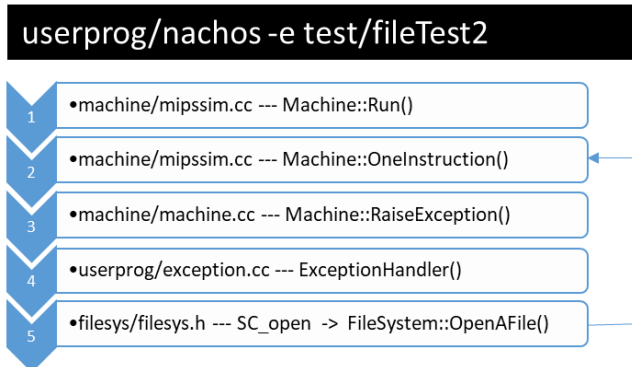 userprog/nachos -e test/fileTest2
1 •machine/mipssim.cc --- Machine::Run()
2 •machine/mipssim.cc --- Machine::OneInstruction()
3 •machine/machine.cc --- Machine::RaiseException()
4 •userprog/exception.cc --- ExceptionHandler()
5 •filesys/filesys.h --- SC_open -> FileSystem::OpenAFile()